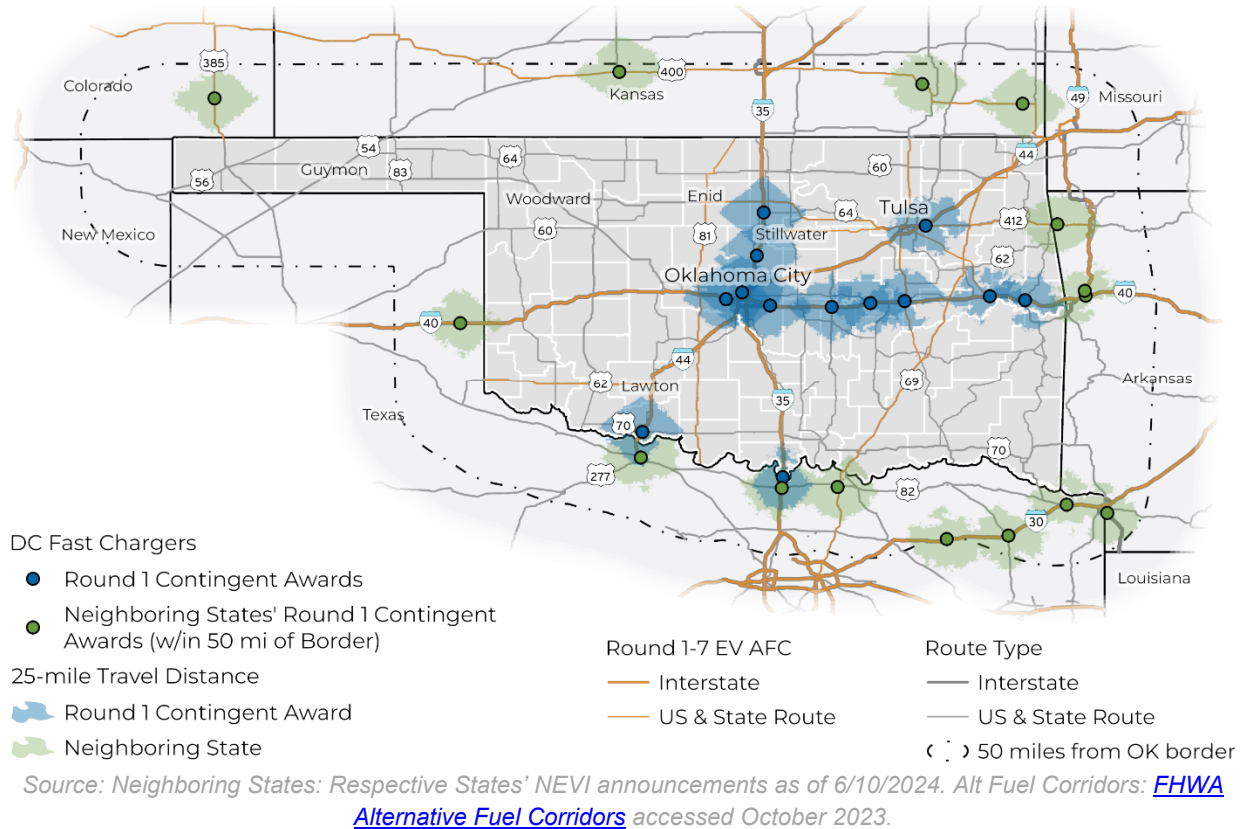 385
Colorado
400
Kansas
35
49
Missouri
54
Guymon
83
64
60
44
56
Woodward
Enid
64
Tulsa
412
New Mexico
60
81
Stillwater
62
Oklahoma City
40
40
44
62
Lawton
69
35
Arkansas
Texas
70
70
277
82
30
Louisiana
DC Fast Chargers
Round 1 Contingent Awards
Neighboring States' Round 1 Contingent
Awards (w/in 50 mi of Border)
25-mile Travel Distance
Round 1 Contingent Award
Neighboring State
Round 1-7 EV AFC
Interstate
US & State Route
Route Type
Interstate
US & State Route
50 miles from OK border
Source: Neighboring States: Respective States’ NEVI announcements as of 6/10/2024. Alt Fuel Corridors: FHWA
Alternative Fuel Corridors accessed October 2023.